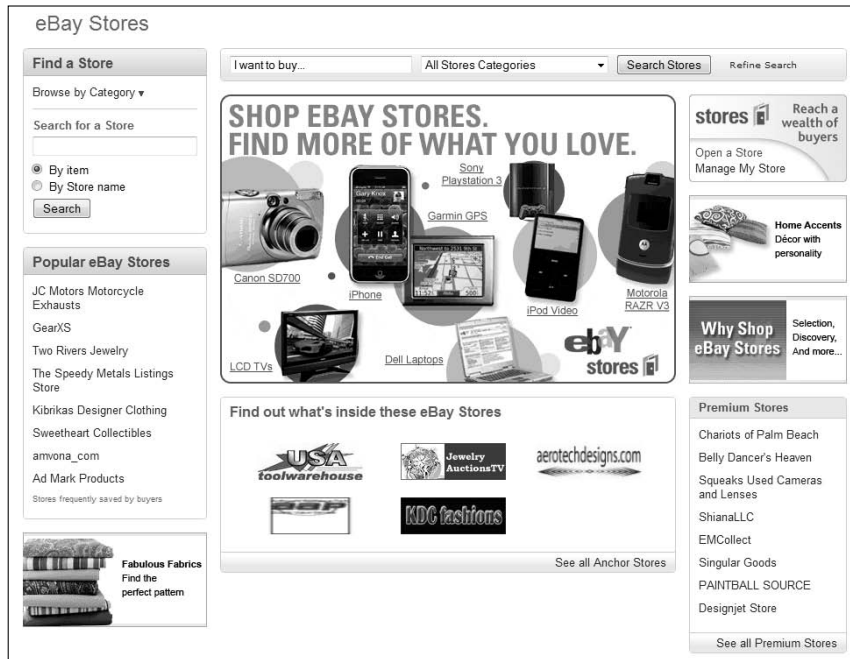 eBay Stores
Find a Store
Browse by Category ▾
Search for a Store
By item
By Store name
Search
Popular eBay Stores
JC Motors Motorcycle
Exhausts
GearXS
Two Rivers Jewelry
The Speedy Metals Listings
Store
Kibrikas Designer Clothing
Sweetheart Collectibles
amvona_com
Ad Mark Products
Stores frequently saved by buyers
Fabulous Fabrics
Find the
perfect pattern
I want to buy...
All Stores Categories
Search Stores
Refine Search
SHOP EBAY STORES.
FIND MORE OF WHAT YOU LOVE.
Sony
Playstation 3
Garmin GPS
Canon SD700
iPhone
iPod Video
Motorola
RAZR V3
LCD TVs
Dell Laptops
ebaY
stores
Find out what's inside these eBay Stores
USA
toolwarehouse
Jewelry
AuctionsTV
aerotechdesigns.com
aap
KDC fashions
See all Anchor Stores
stores
Reach a
wealth of
buyers
Open a Store
Manage My Store
Home Accents
Décor with
personality
Why Shop
eBay Stores
Selection,
Discovery,
And more...
Premium Stores
Chariots of Palm Beach
Belly Dancer's Heaven
Squeaks Used Cameras
and Lenses
ShianaLLC
EMCollect
Singular Goods
PAINTBALL SOURCE
Designjet Store
See all Premium Stores